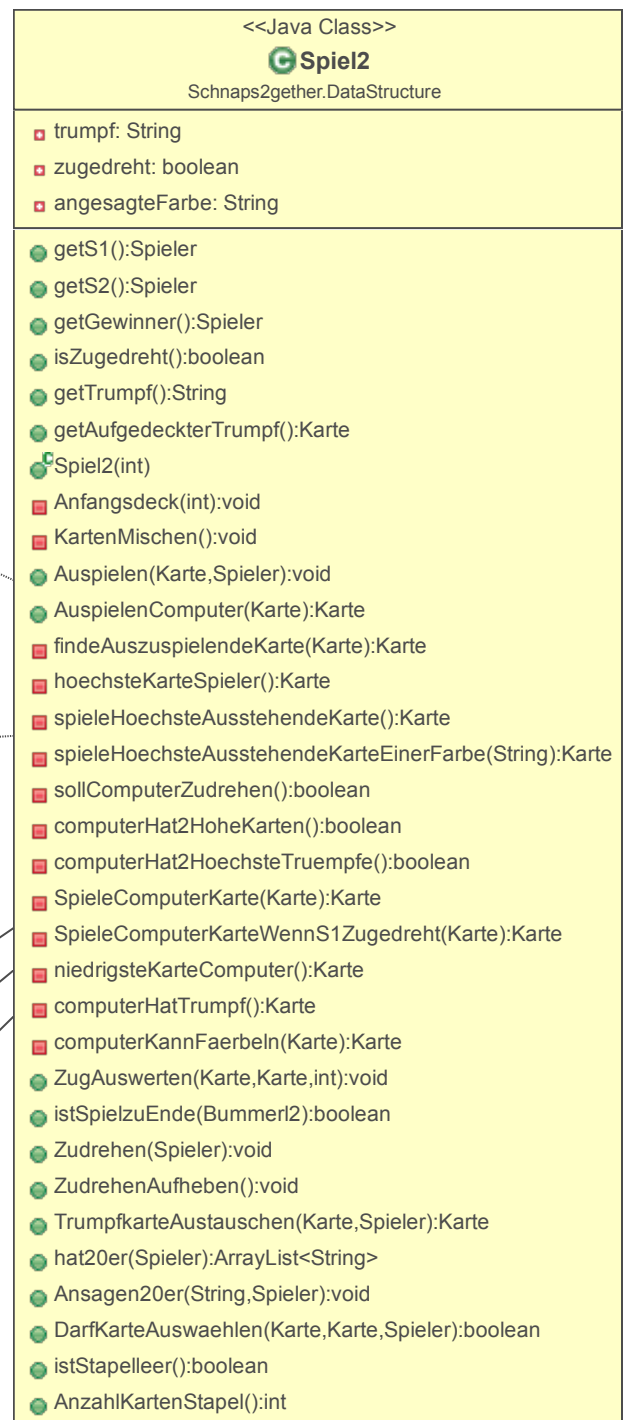 <<Java Class>>
C Spiel2
Schnaps2gether.DataStructure
trumpf: String
zugedreht: boolean
angesagteFarbe: String
getS1():Spieler
getS2():Spieler
getGewinner():Spieler
isZugedreht():boolean
getTrumpf():String
getAufgedeckterTrumpf():Karte
C Spiel2(int)
Anfangsdeck(int):void
KartenMischen():void
Auspielen(Karte,Spieler):void
AuspielenComputer(Karte):Karte
findeAuszuspielendeKarte(Karte):Karte
hoechsteKarteSpieler():Karte
spieleHoechsteAusstehendeKarte():Karte
spieleHoechsteAusstehendeKarteEinerFarbe(String):Karte
sollComputerZudrehen():boolean
computerHat2HoheKarten():boolean
computerHat2HoechsteTruempfe():boolean
SpieleComputerKarte(Karte):Karte
SpieleComputerKarteWennS1Zugedreht(Karte):Karte
niedrigsteKarteComputer():Karte
computerHatTrumpf():Karte
computerKannFaerbeln(Karte):Karte
ZugAuswerten(Karte,Karte,int):void
istSpielzuEnde(Bummerl2):boolean
Zudrehen(Spieler):void
ZudrehenAufheben():void
TrumpfkarteAustauschen(Karte,Spieler):Karte
hat20er(Spieler):ArrayList<String>
Ansagen20er(String,Spieler):void
DarfKarteAuswaehlen(Karte,Karte,Spieler):boolean
istStapelleer():boolean
AnzahlKartenStapel():int